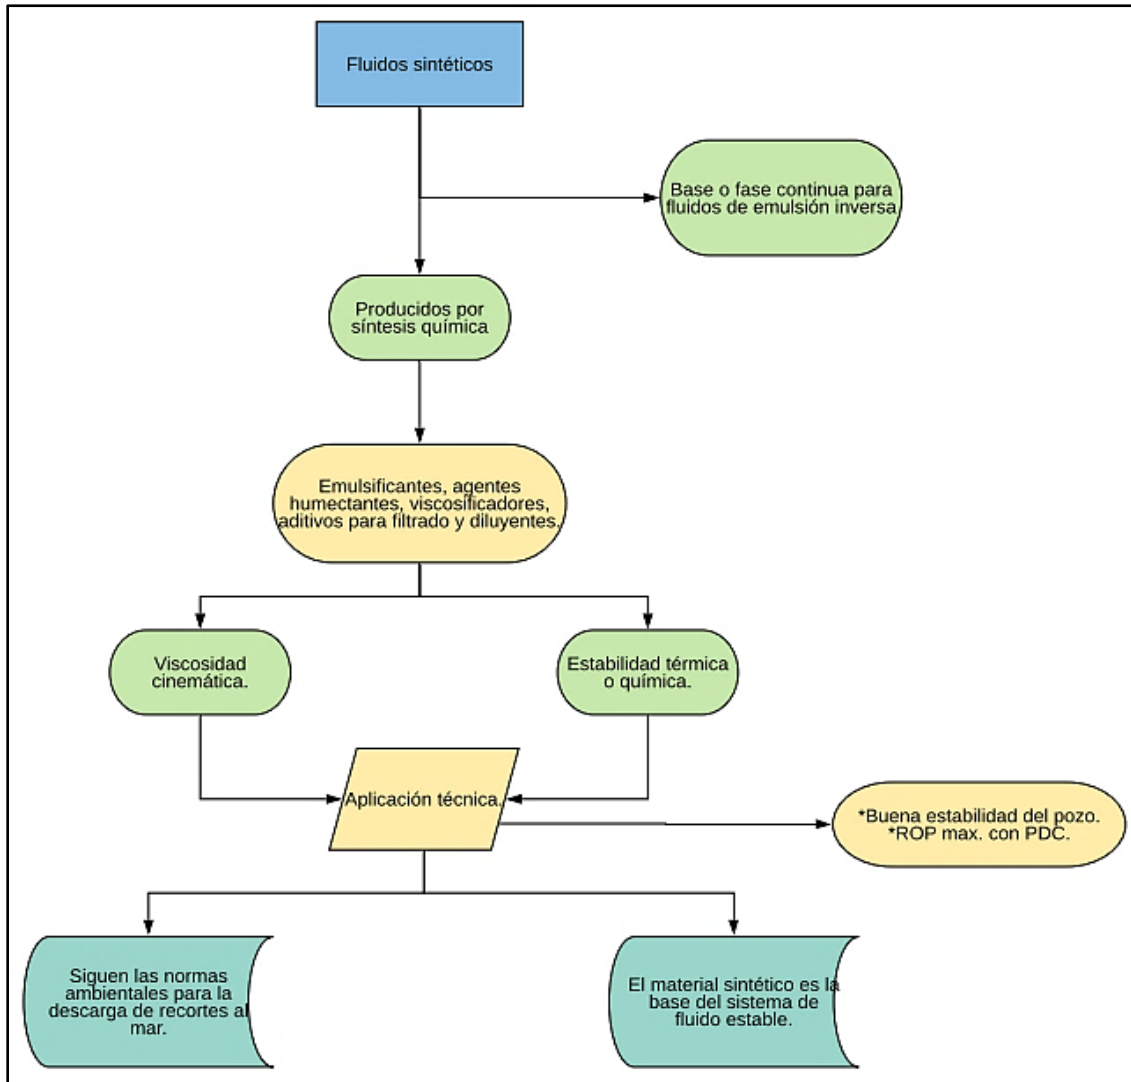 Fluidos sintéticos
Base o fase continua para
fluidos de emulsión inversa
Producidos por
síntesis química
Emulsificantes, agentes
humectantes, viscosificadores,
aditivos para filtrado y diluyentes.
Viscosidad
cinemática.
Estabilidad térmica
o química.
Aplicación técnica.
*Buena estabilidad del pozo.
*ROP max. con PDC.
Siguen las normas
ambientales para la
descarga de recortes al
mar.
El material sintético es la
base del sistema de
fluido estable.